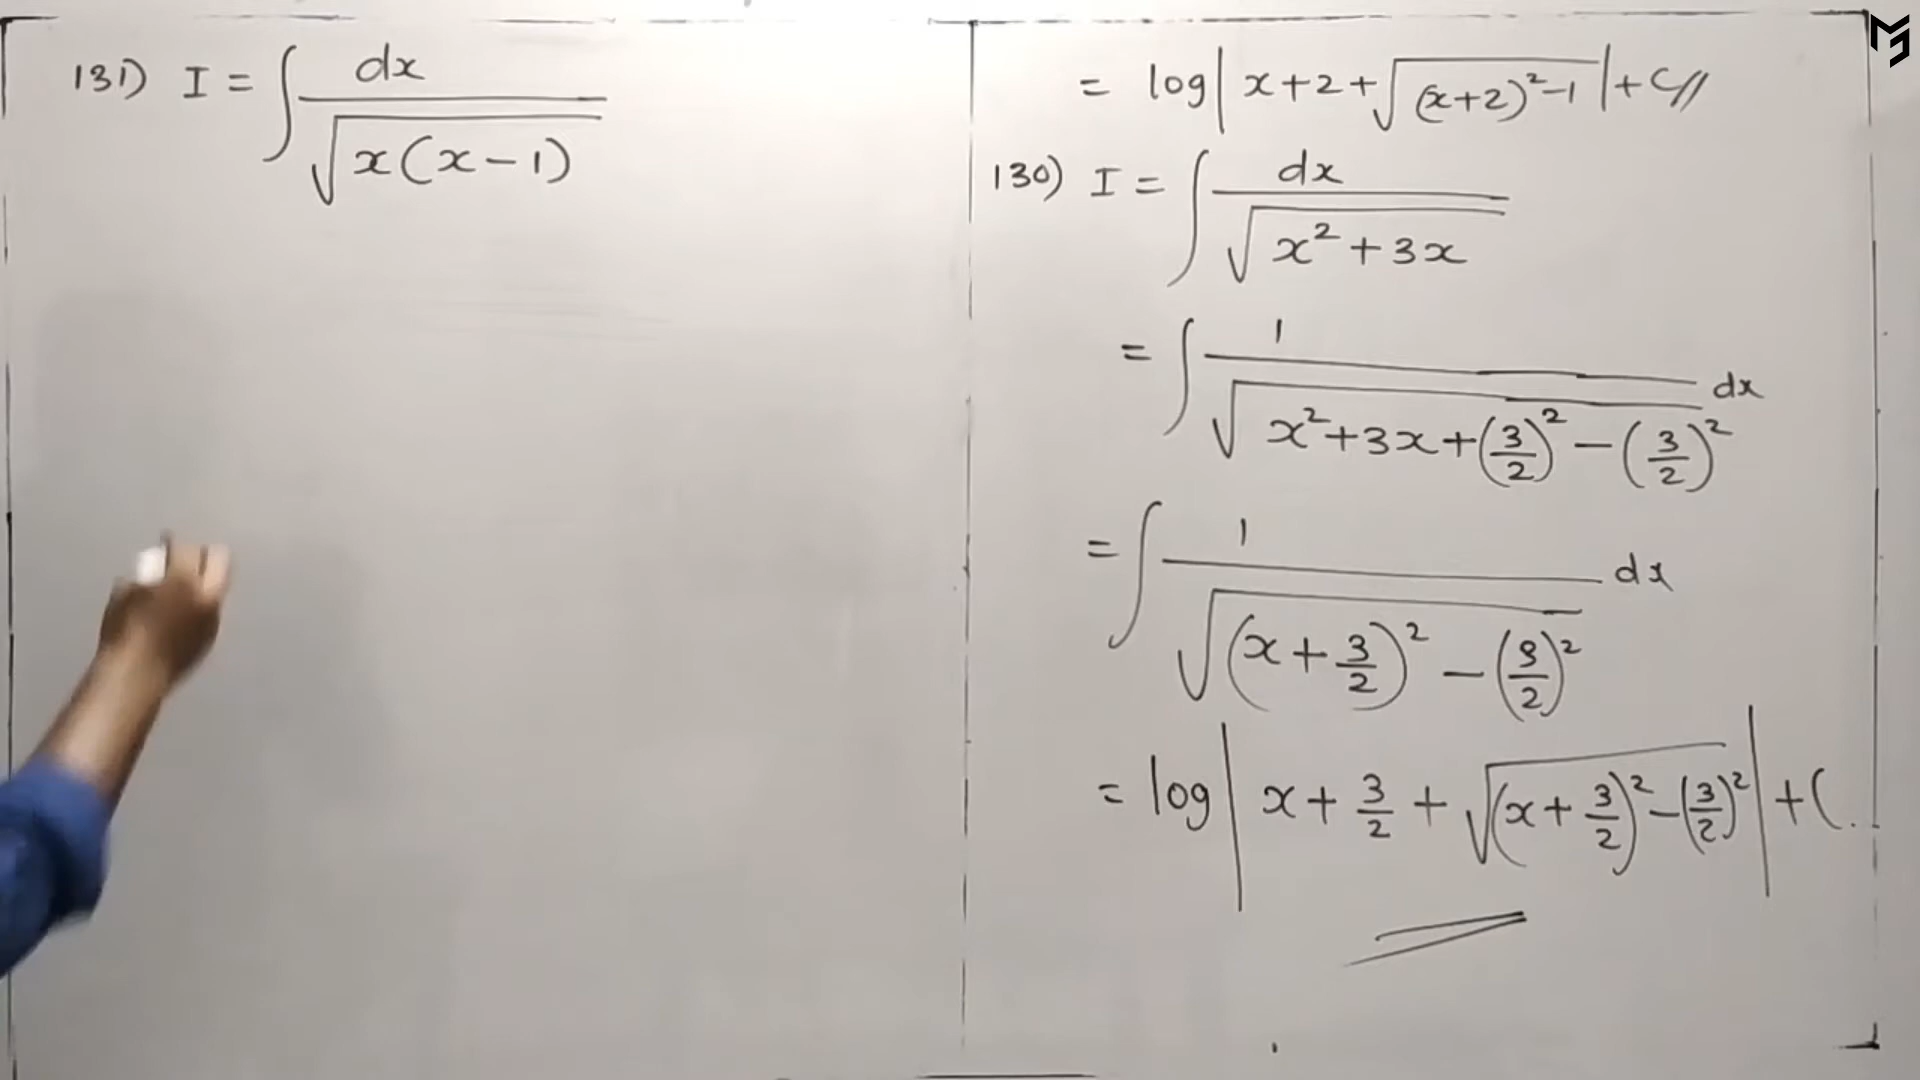 131) I = ∫ dx / √(x(x-1))
= log| x+2+√((x+2)²-1) |+C//
130) I = ∫ dx / √(x²+3x)
= ∫ 1 / √(x²+3x+(3/2)²-(3/2)²) dx
= ∫ 1 / √((x+3/2)²-(3/2)²) dx
= log| x+3/2+√((x+3/2)²-(3/2)²) |+C